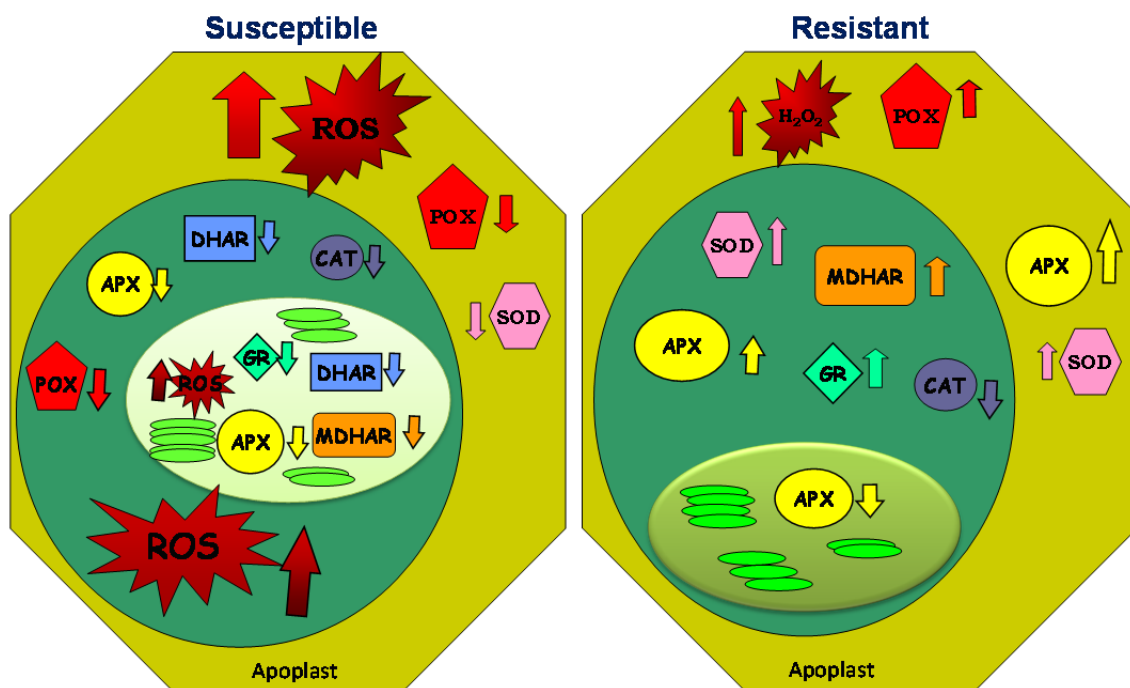 Susceptible
ROS
POX
DHAR
CAT
APX
SOD
GR
DHAR
POX
ROS
APX
MDHAR
ROS
Apoplast
Resistant
H₂O₂
POX
SOD
MDHAR
APX
APX
GR
CAT
SOD
APX
Apoplast